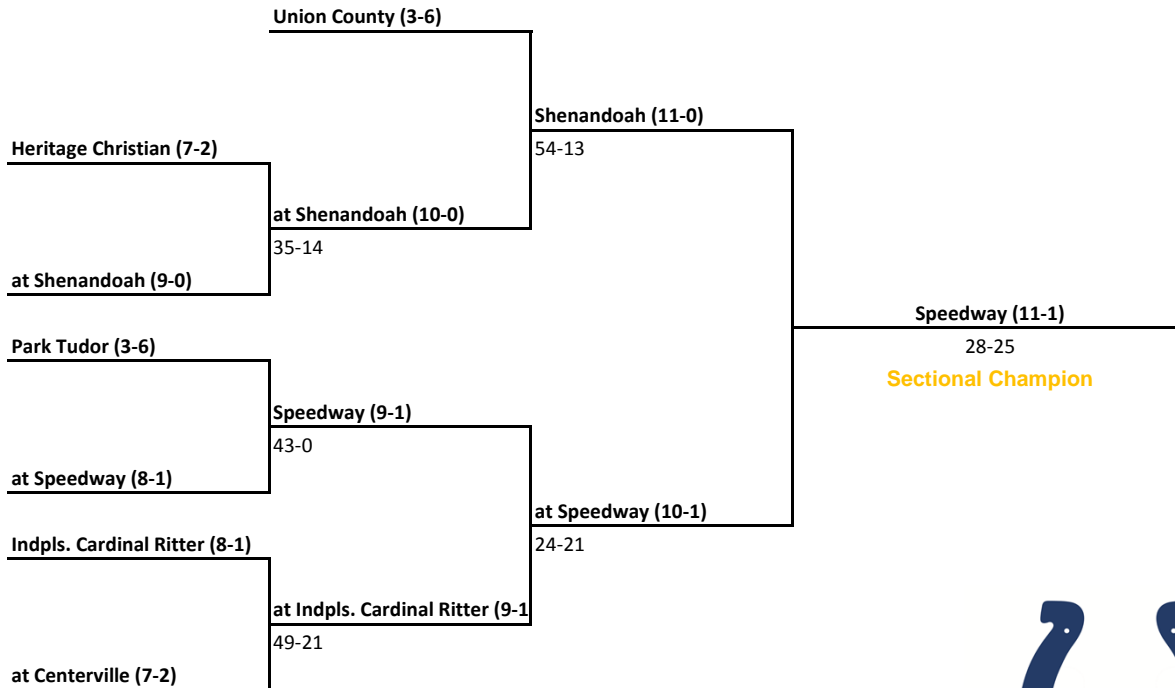 Union County (3-6)
Shenandoah (11-0)
Heritage Christian (7-2)
54-13
at Shenandoah (10-0)
35-14
at Shenandoah (9-0)
Speedway (11-1)
Park Tudor (3-6)
28-25
Sectional Champion
Speedway (9-1)
43-0
at Speedway (8-1)
at Speedway (10-1)
Indpls. Cardinal Ritter (8-1)
24-21
at Indpls. Cardinal Ritter (9-1
49-21
at Centerville (7-2)